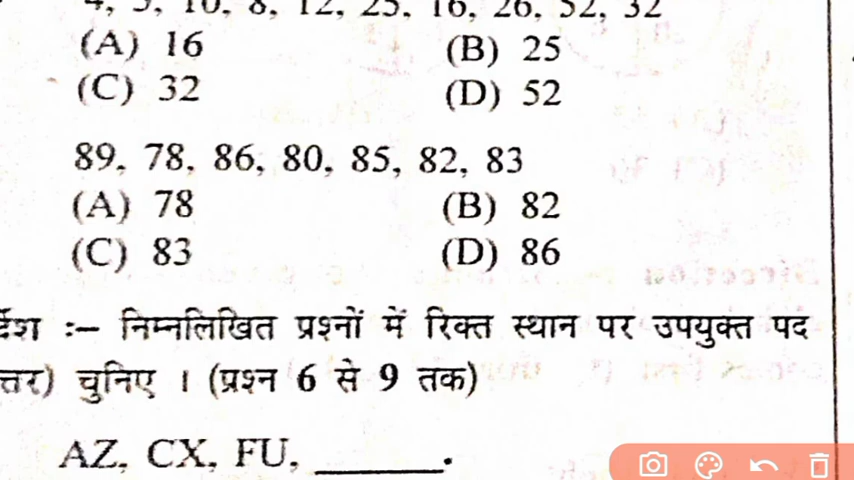 4, 5, 10, 8, 12, 25, 16, 26, 52, 32
(A) 16 (B) 25
(C) 32 (D) 52
89, 78, 86, 80, 85, 82, 83
(A) 78 (B) 82
(C) 83 (D) 86
र्देश :– निम्नलिखित प्रश्नों में रिक्त स्थान पर उपयुक्त पद
त्तर) चुनिए । (प्रश्न 6 से 9 तक)
AZ, CX, FU, ______.